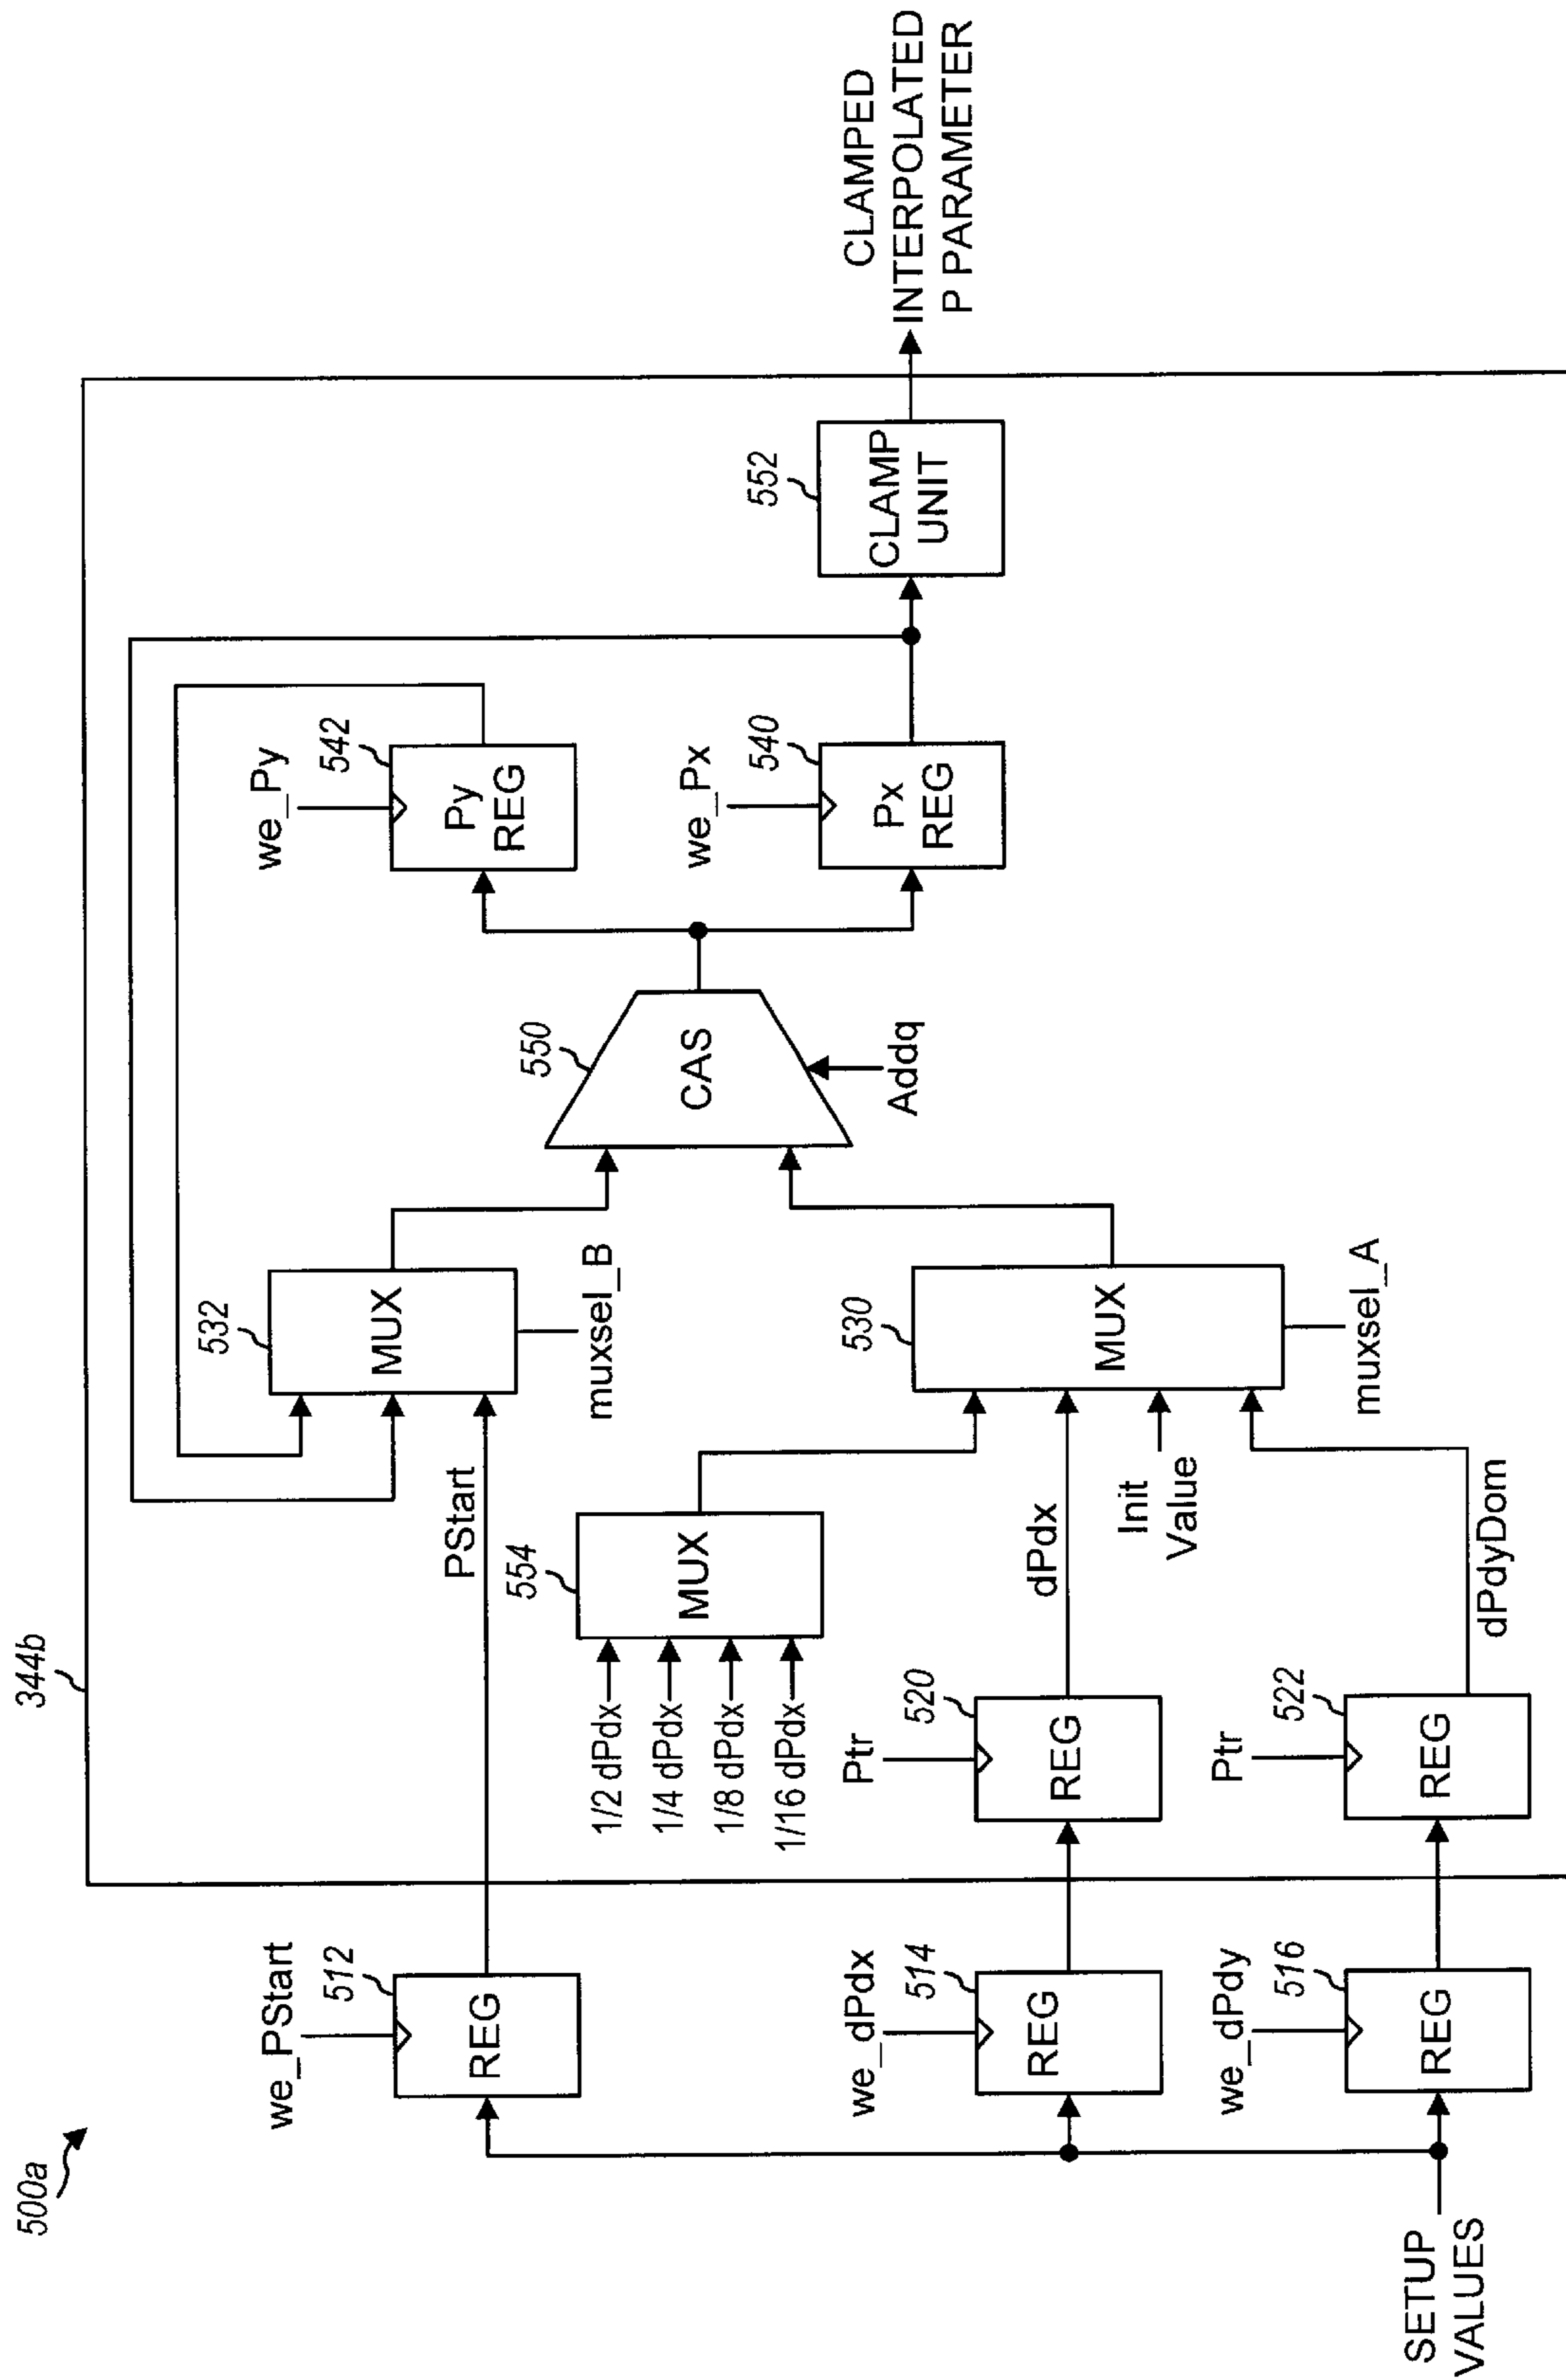 500a
344b
SETUP
VALUES
we_PStart
512
REG
we_dPdx
514
REG
we_dPdy
516
REG
PStart
1/2 dPdx
1/4 dPdx
1/8 dPdx
1/16 dPdx
554
MUX
Ptr
520
REG
dPdx
Ptr
522
REG
dPdyDom
Init
Value
532
MUX
muxsel_B
530
MUX
muxsel_A
550
CAS
Addq
we_Py
542
Py
REG
we_Px
540
Px
REG
552
CLAMP
UNIT
CLAMPED
INTERPOLATED
P PARAMETER